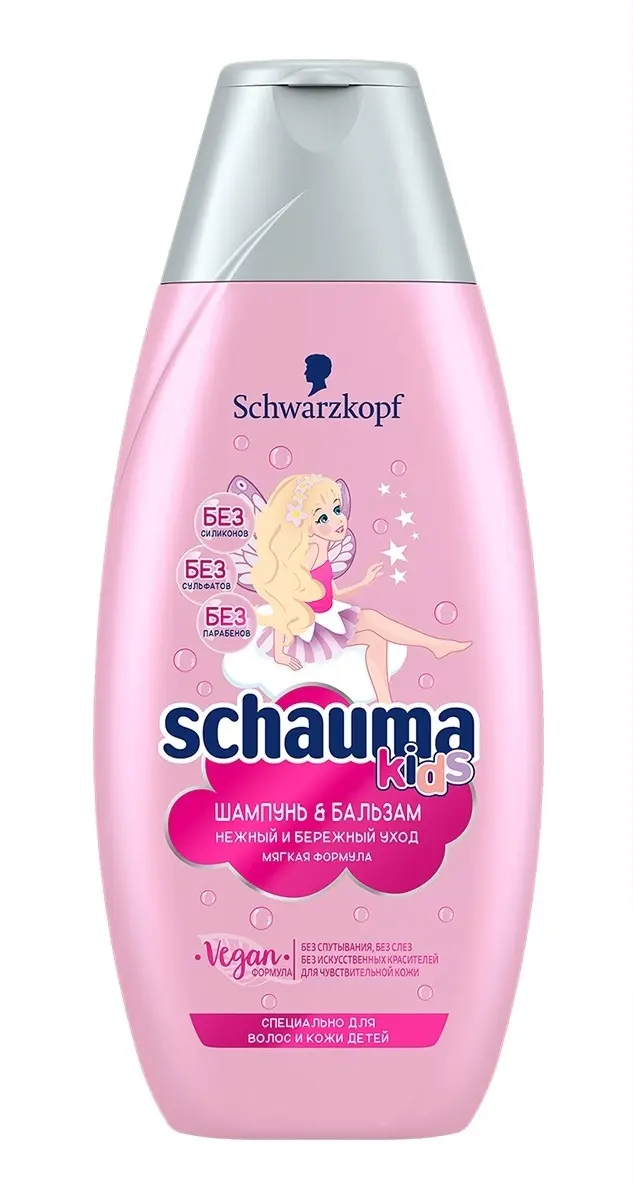 Schwarzkopf
БЕЗ
СИЛИКОНОВ
БЕЗ
СУЛЬФАТОВ
БЕЗ
ПАРАБЕНОВ
schauma
kids
ШАМПУНЬ & БАЛЬЗАМ
НЕЖНЫЙ И БЕРЕЖНЫЙ УХОД
МЯГКАЯ ФОРМУЛА
• Vegan •
ФОРМУЛА
БЕЗ СПУТЫВАНИЯ, БЕЗ СЛЕЗ
БЕЗ ИСКУССТВЕННЫХ КРАСИТЕЛЕЙ
ДЛЯ ЧУВСТВИТЕЛЬНОЙ КОЖИ
СПЕЦИАЛЬНО ДЛЯ
ВОЛОС И КОЖИ ДЕТЕЙ